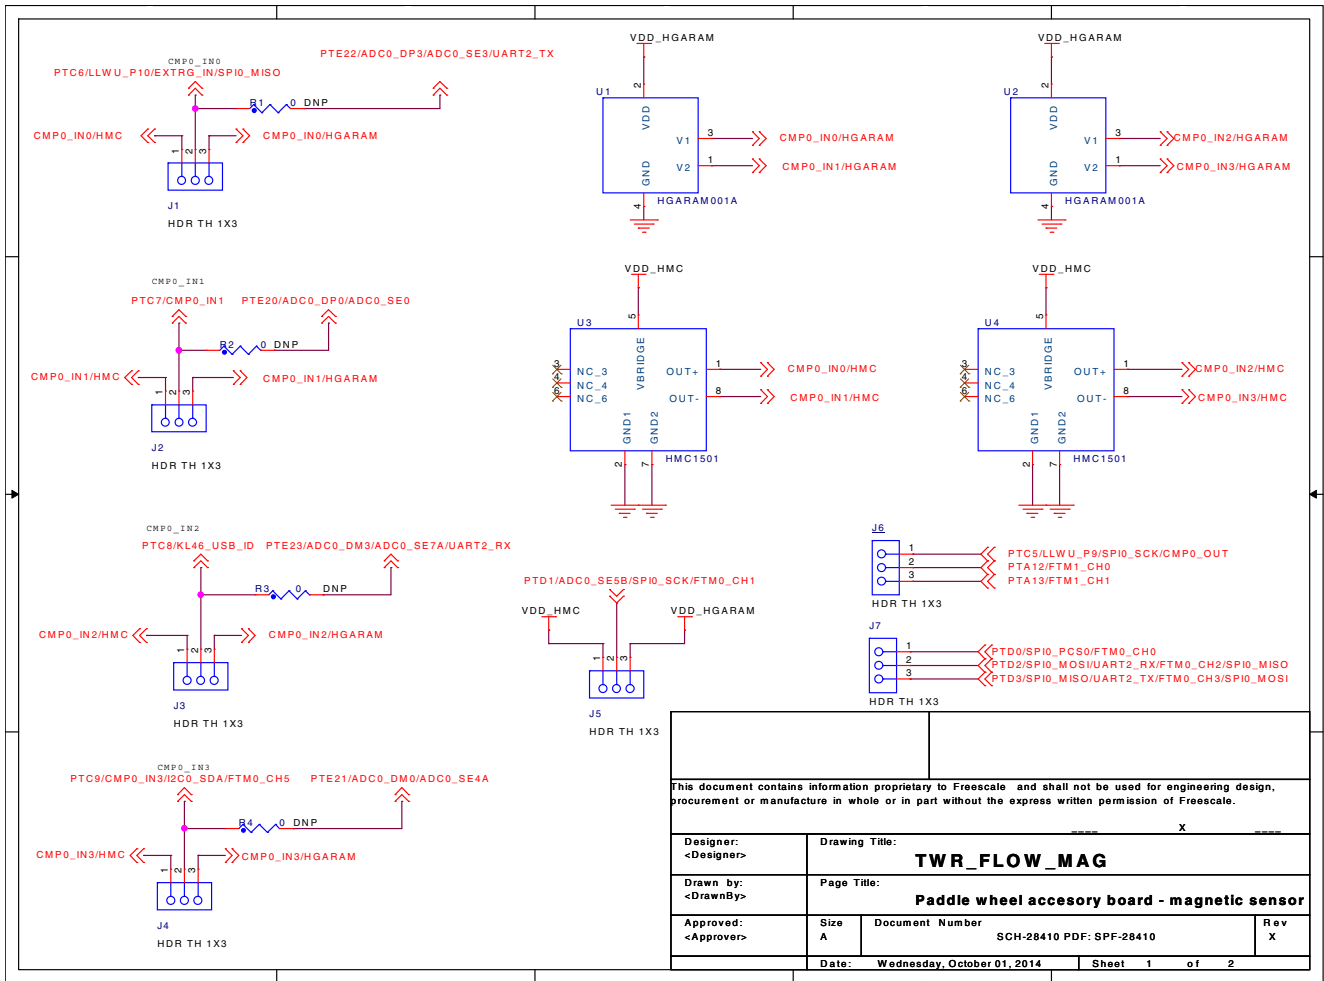 CMP0_IN0
PTC6/LLWU_P10/EXTRG_IN/SPI0_MISO
PTE22/ADC0_DP3/ADC0_SE3/UART2_TX
R1 0 DNP
CMP0_IN0/HMC
CMP0_IN0/HGARAM
1 2 3
J1
HDR TH 1X3
VDD_HGARAM
2
U1
VDD
V1 3 CMP0_IN0/HGARAM
V2 1 CMP0_IN1/HGARAM
GND
4
HGARAM001A
VDD_HGARAM
2
U2
VDD
V1 3 CMP0_IN2/HGARAM
V2 1 CMP0_IN3/HGARAM
GND
4
HGARAM001A
CMP0_IN1
PTC7/CMP0_IN1
PTE20/ADC0_DP0/ADC0_SE0
R2 0 DNP
CMP0_IN1/HMC
CMP0_IN1/HGARAM
1 2 3
J2
HDR TH 1X3
VDD_HMC
5
U3
VBRIDGE
3 NC_3
4 NC_4
6 NC_6
OUT+ 1 CMP0_IN0/HMC
OUT- 8 CMP0_IN1/HMC
GND1 GND2
2 7
HMC1501
VDD_HMC
5
U4
VBRIDGE
3 NC_3
4 NC_4
6 NC_6
OUT+ 1 CMP0_IN2/HMC
OUT- 8 CMP0_IN3/HMC
GND1 GND2
2 7
HMC1501
CMP0_IN2
PTC8/KL46_USB_ID
PTE23/ADC0_DM3/ADC0_SE7A/UART2_RX
R3 0 DNP
CMP0_IN2/HMC
CMP0_IN2/HGARAM
1 2 3
J3
HDR TH 1X3
PTD1/ADC0_SE5B/SPI0_SCK/FTM0_CH1
VDD_HMC
VDD_HGARAM
1 2 3
J5
HDR TH 1X3
J6
1 PTC5/LLWU_P9/SPI0_SCK/CMP0_OUT
2 PTA12/FTM1_CH0
3 PTA13/FTM1_CH1
HDR TH 1X3
J7
1 PTD0/SPI0_PCS0/FTM0_CH0
2 PTD2/SPI0_MOSI/UART2_RX/FTM0_CH2/SPI0_MISO
3 PTD3/SPI0_MISO/UART2_TX/FTM0_CH3/SPI0_MOSI
HDR TH 1X3
CMP0_IN3
PTC9/CMP0_IN3/I2C0_SDA/FTM0_CH5
PTE21/ADC0_DM0/ADC0_SE4A
R4 0 DNP
CMP0_IN3/HMC
CMP0_IN3/HGARAM
1 2 3
J4
HDR TH 1X3
This document contains information proprietary to Freescale and shall not be used for engineering design,
procurement or manufacture in whole or in part without the express written permission of Freescale.
____ X ____
Designer:
<Designer>
Drawing Title:
TWR_FLOW_MAG
Drawn by:
<DrawnBy>
Page Title:
Paddle wheel accesory board - magnetic sensor
Approved:
<Approver>
Size
A
Document Number
SCH-28410 PDF: SPF-28410
Rev
X
Date: Wednesday, October 01, 2014
Sheet 1 of 2